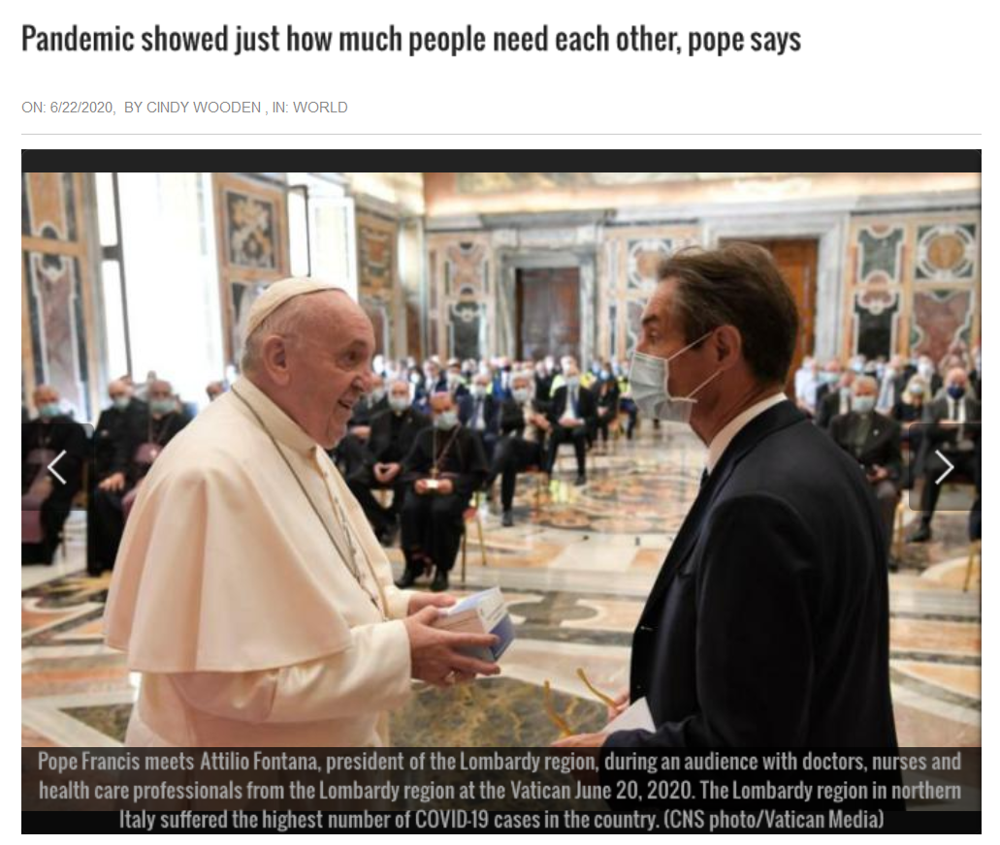 Pandemic showed just how much people need each other, pope says
ON: 6/22/2020, BY CINDY WOODEN , IN: WORLD
Pope Francis meets Attilio Fontana, president of the Lombardy region, during an audience with doctors, nurses and
health care professionals from the Lombardy region at the Vatican June 20, 2020. The Lombardy region in northern
Italy suffered the highest number of COVID-19 cases in the country. (CNS photo/Vatican Media)